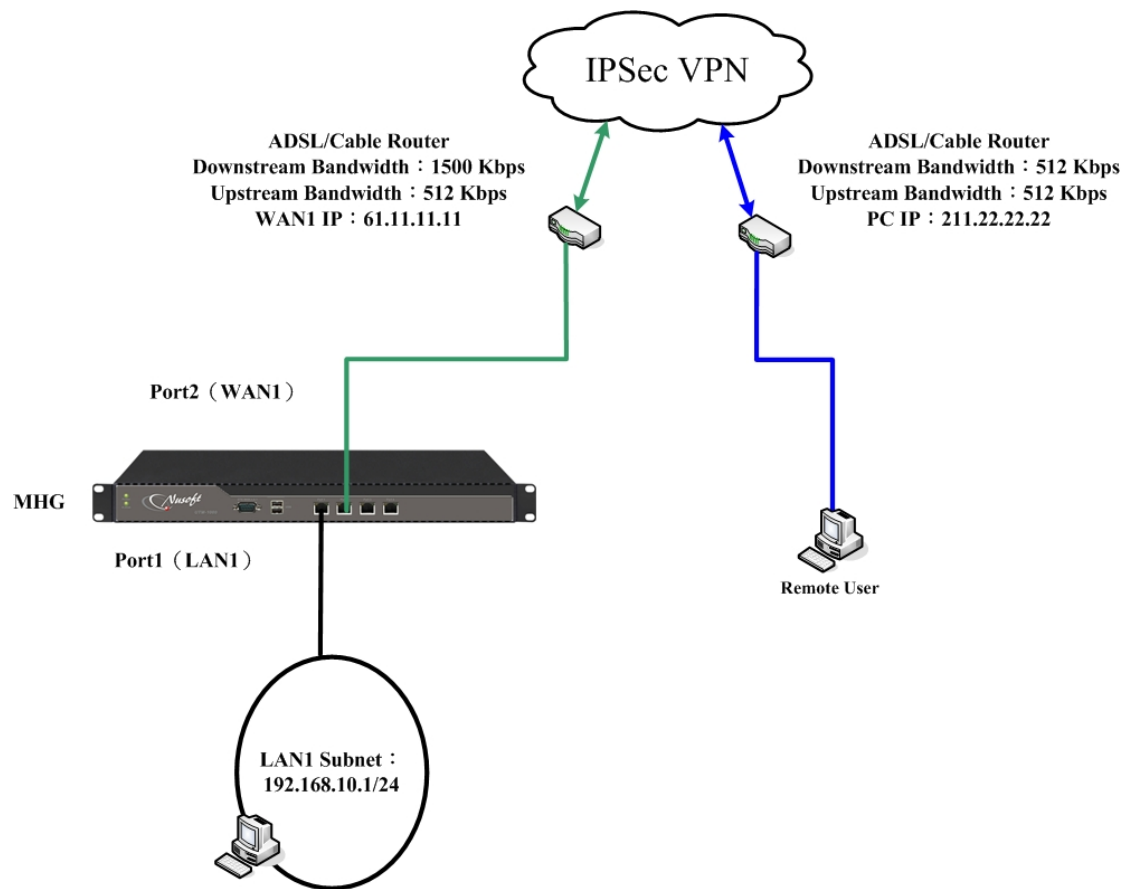 IPSec VPN
ADSL/Cable Router
Downstream Bandwidth：1500 Kbps
Upstream Bandwidth：512 Kbps
WAN1 IP：61.11.11.11
ADSL/Cable Router
Downstream Bandwidth：512 Kbps
Upstream Bandwidth：512 Kbps
PC IP：211.22.22.22
Port2（WAN1）
MHG
Nusoft
Port1（LAN1）
Remote User
LAN1 Subnet：
192.168.10.1/24